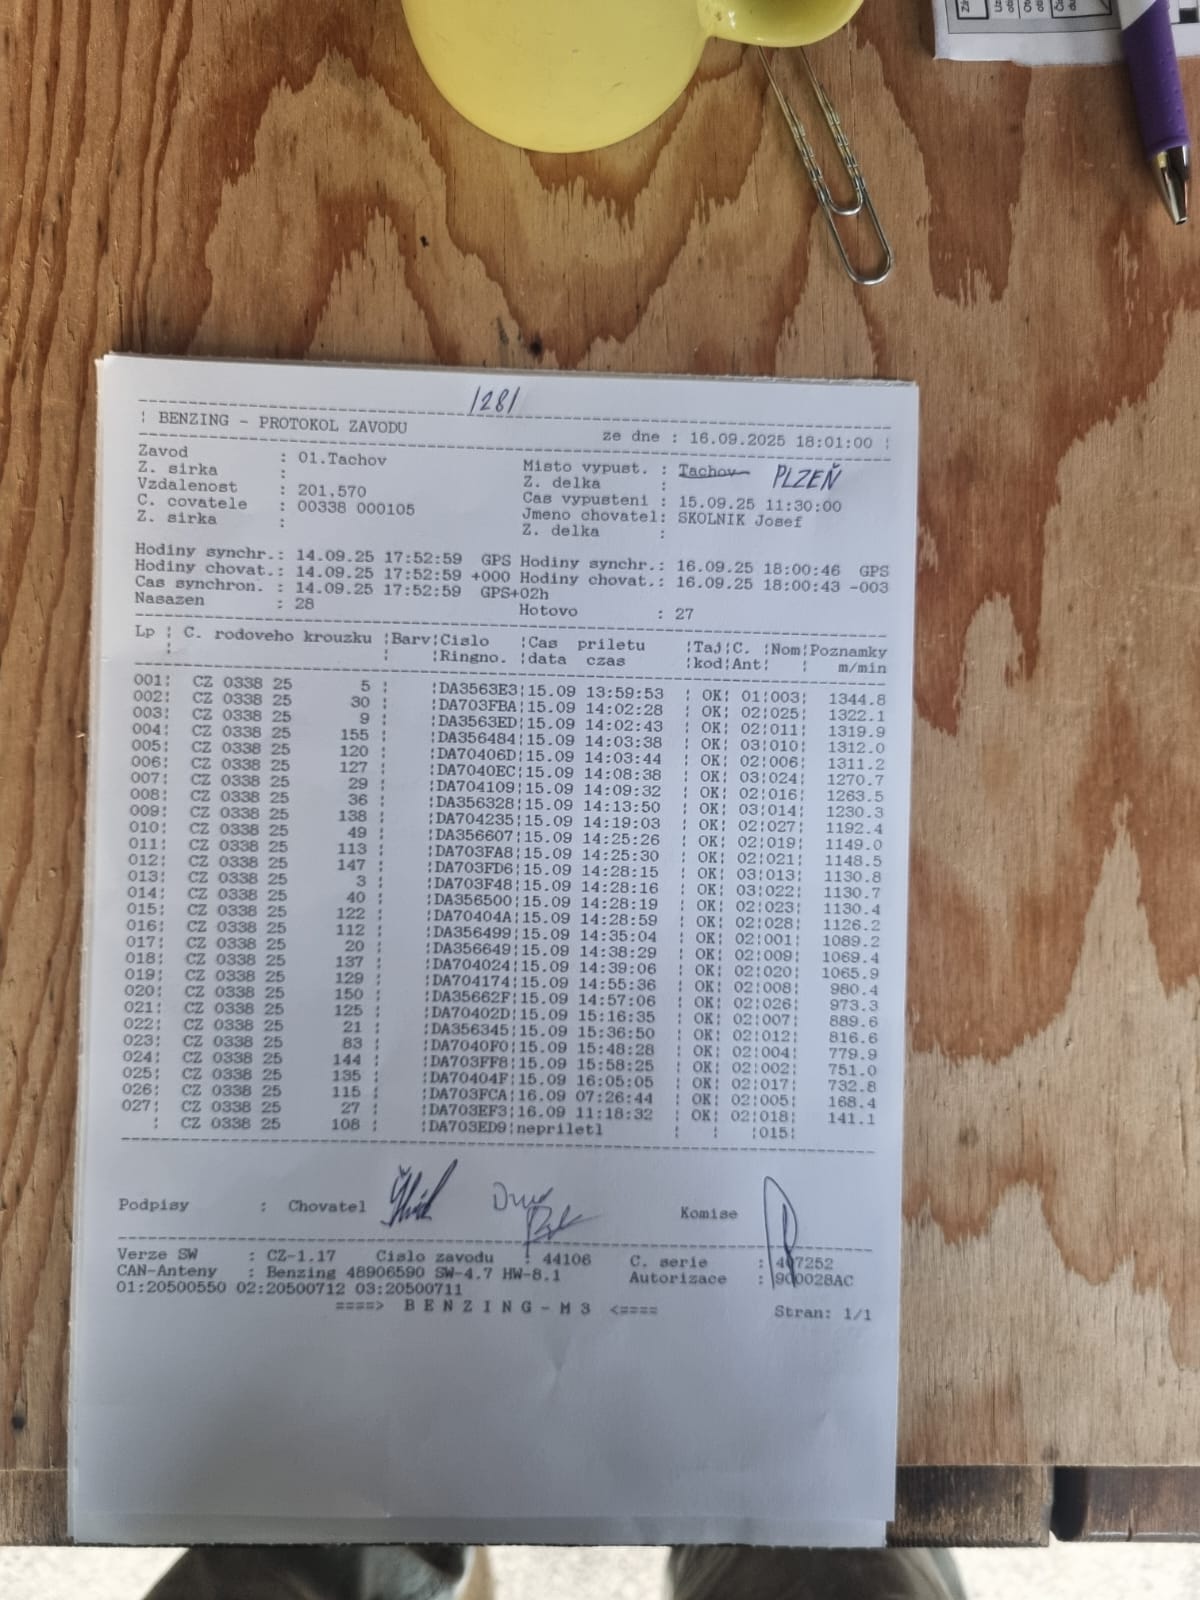 /28/
¦ BENZING - PROTOKOL ZAVODU ze dne : 16.09.2025 18:01:00 ¦
Zavod : 01.Tachov Misto vypust. : Tachov PLZEŇ
Z. sirka : Z. delka :
Vzdalenost : 201,570 Cas vypusteni : 15.09.25 11:30:00
C. covatele : 00338 000105 Jmeno chovatel: SKOLNIK Josef
Z. sirka : Z. delka :
Hodiny synchr.: 14.09.25 17:52:59 GPS Hodiny synchr.: 16.09.25 18:00:46 GPS
Hodiny chovat.: 14.09.25 17:52:59 +000 Hodiny chovat.: 16.09.25 18:00:43 -003
Cas synchron. : 14.09.25 17:52:59 GPS+02h
Nasazen : 28 Hotovo : 27
Lp ¦ C. rodoveho krouzku ¦Barv¦Cislo ¦Cas priletu ¦Taj¦C. ¦Nom¦Poznamky
¦ ¦ ¦Ringno. ¦data czas ¦kod¦Ant¦ ¦ m/min
001¦ CZ 0338 25 5 ¦ ¦DA3563E3¦15.09 13:59:53 ¦ OK¦ 01¦003¦ 1344.8
002¦ CZ 0338 25 30 ¦ ¦DA703FBA¦15.09 14:02:28 ¦ OK¦ 02¦025¦ 1322.1
003¦ CZ 0338 25 9 ¦ ¦DA3563ED¦15.09 14:02:43 ¦ OK¦ 02¦011¦ 1319.9
004¦ CZ 0338 25 155 ¦ ¦DA356484¦15.09 14:03:38 ¦ OK¦ 03¦010¦ 1312.0
005¦ CZ 0338 25 120 ¦ ¦DA70406D¦15.09 14:03:44 ¦ OK¦ 02¦006¦ 1311.2
006¦ CZ 0338 25 127 ¦ ¦DA7040EC¦15.09 14:08:38 ¦ OK¦ 03¦024¦ 1270.7
007¦ CZ 0338 25 29 ¦ ¦DA704109¦15.09 14:09:32 ¦ OK¦ 02¦016¦ 1263.5
008¦ CZ 0338 25 36 ¦ ¦DA356328¦15.09 14:13:50 ¦ OK¦ 03¦014¦ 1230.3
009¦ CZ 0338 25 138 ¦ ¦DA704235¦15.09 14:19:03 ¦ OK¦ 02¦027¦ 1192.4
010¦ CZ 0338 25 49 ¦ ¦DA356607¦15.09 14:25:26 ¦ OK¦ 02¦019¦ 1149.0
011¦ CZ 0338 25 113 ¦ ¦DA703FA8¦15.09 14:25:30 ¦ OK¦ 02¦021¦ 1148.5
012¦ CZ 0338 25 147 ¦ ¦DA703FD6¦15.09 14:28:15 ¦ OK¦ 03¦013¦ 1130.8
013¦ CZ 0338 25 3 ¦ ¦DA703F48¦15.09 14:28:16 ¦ OK¦ 03¦022¦ 1130.7
014¦ CZ 0338 25 40 ¦ ¦DA356500¦15.09 14:28:19 ¦ OK¦ 02¦023¦ 1130.4
015¦ CZ 0338 25 122 ¦ ¦DA70404A¦15.09 14:28:59 ¦ OK¦ 02¦028¦ 1126.2
016¦ CZ 0338 25 112 ¦ ¦DA356499¦15.09 14:35:04 ¦ OK¦ 02¦001¦ 1089.2
017¦ CZ 0338 25 20 ¦ ¦DA356649¦15.09 14:38:29 ¦ OK¦ 02¦009¦ 1069.4
018¦ CZ 0338 25 137 ¦ ¦DA704024¦15.09 14:39:06 ¦ OK¦ 02¦020¦ 1065.9
019¦ CZ 0338 25 129 ¦ ¦DA704174¦15.09 14:55:36 ¦ OK¦ 02¦008¦ 980.4
020¦ CZ 0338 25 150 ¦ ¦DA35662F¦15.09 14:57:06 ¦ OK¦ 02¦026¦ 973.3
021¦ CZ 0338 25 125 ¦ ¦DA70402D¦15.09 15:16:35 ¦ OK¦ 02¦007¦ 889.6
022¦ CZ 0338 25 21 ¦ ¦DA356345¦15.09 15:36:50 ¦ OK¦ 02¦012¦ 816.6
023¦ CZ 0338 25 83 ¦ ¦DA7040F0¦15.09 15:48:28 ¦ OK¦ 02¦004¦ 779.9
024¦ CZ 0338 25 144 ¦ ¦DA703FF8¦15.09 15:58:25 ¦ OK¦ 02¦002¦ 751.0
025¦ CZ 0338 25 135 ¦ ¦DA70404F¦15.09 16:05:05 ¦ OK¦ 02¦017¦ 732.8
026¦ CZ 0338 25 115 ¦ ¦DA703FCA¦16.09 07:26:44 ¦ OK¦ 02¦005¦ 168.4
027¦ CZ 0338 25 27 ¦ ¦DA703EF3¦16.09 11:18:32 ¦ OK¦ 02¦018¦ 141.1
¦ CZ 0338 25 108 ¦ ¦DA703ED9¦nepriletl ¦ ¦ ¦015¦
Podpisy : Chovatel Komise
Verze SW : CZ-1.17 Cislo zavodu : 44106 C. serie : 407252
CAN-Anteny : Benzing 48906590 SW-4.7 HW-8.1 Autorizace : 900028AC
01:20500550 02:20500712 03:20500711
====> B E N Z I N G - M 3 <==== Stran: 1/1